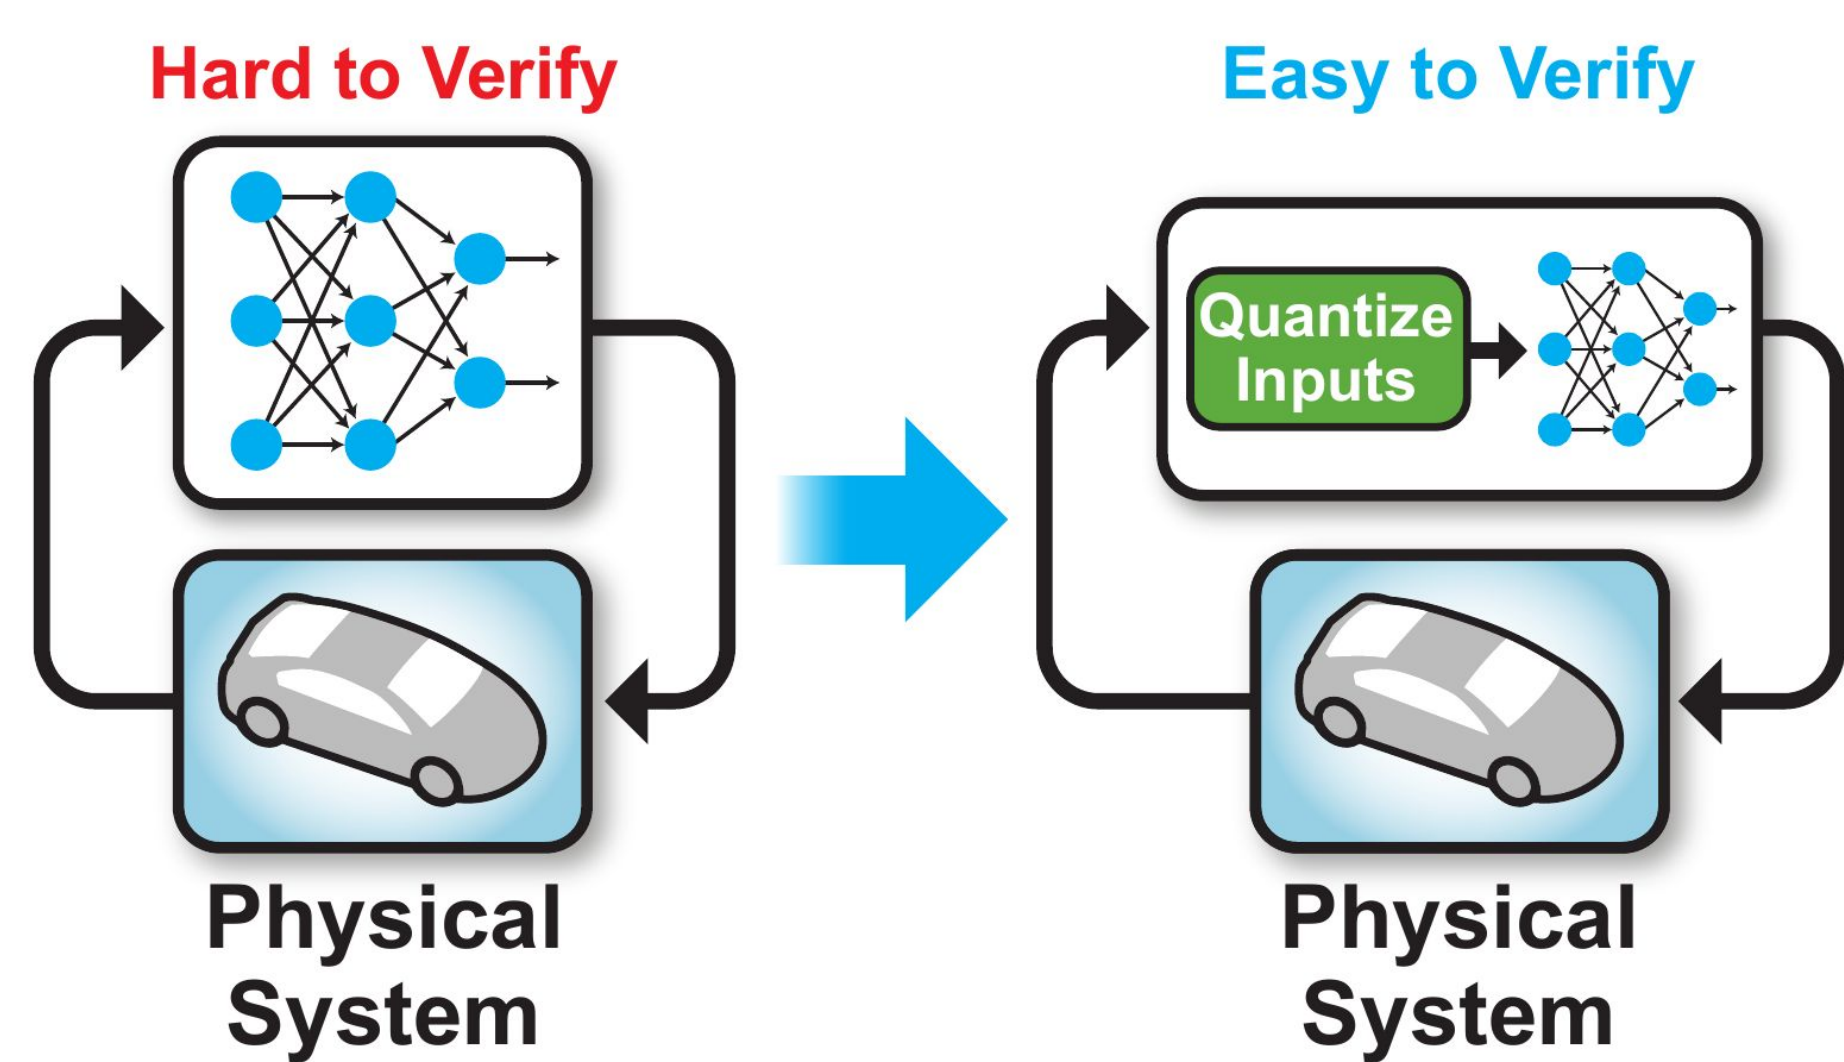 Hard to Verify
Easy to Verify
Quantize
Inputs
Physical
System
Physical
System